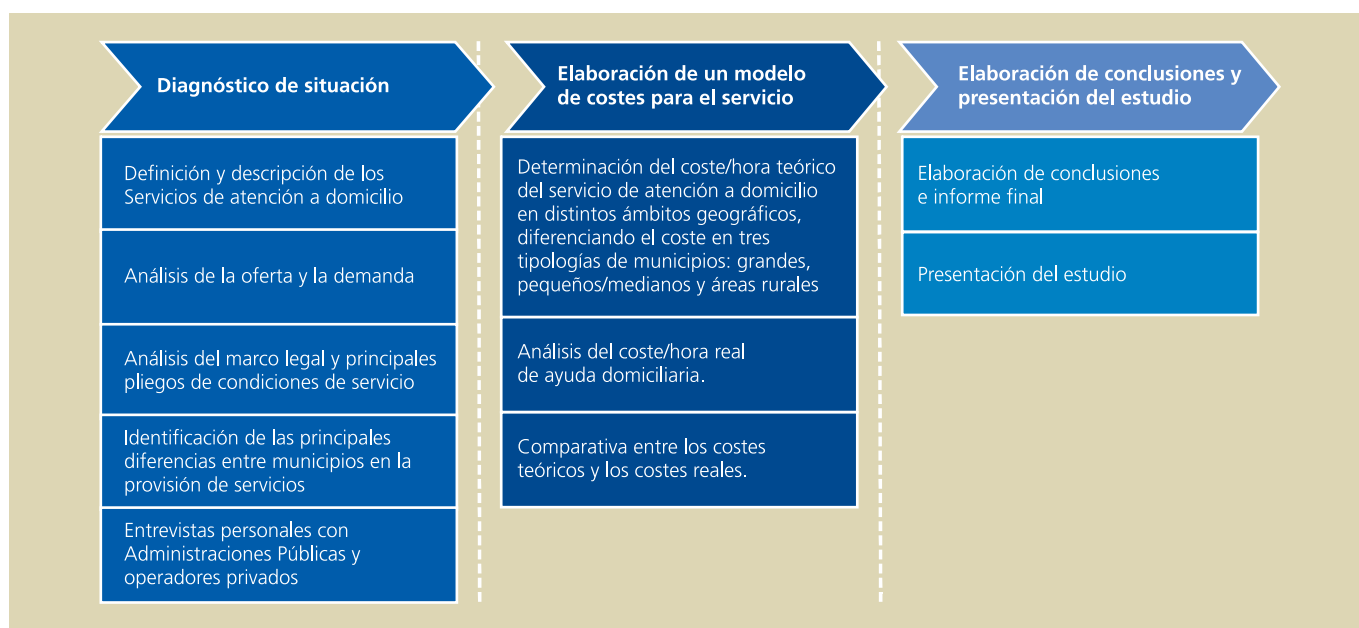 Diagnóstico de situación
Definición y descripción de los
Servicios de atención a domicilio
Análisis de la oferta y la demanda
Análisis del marco legal y principales
pliegos de condiciones de servicio
Identificación de las principales
diferencias entre municipios en la
provisión de servicios
Entrevistas personales con
Administraciones Públicas y
operadores privados
Elaboración de un modelo
de costes para el servicio
Determinación del coste/hora teórico
del servicio de atención a domicilio
en distintos ámbitos geográficos,
diferenciando el coste en tres
tipologías de municipios: grandes,
pequeños/medianos y áreas rurales
Análisis del coste/hora real
de ayuda domiciliaria.
Comparativa entre los costes
teóricos y los costes reales.
Elaboración de conclusiones y
presentación del estudio
Elaboración de conclusiones
e informe final
Presentación del estudio